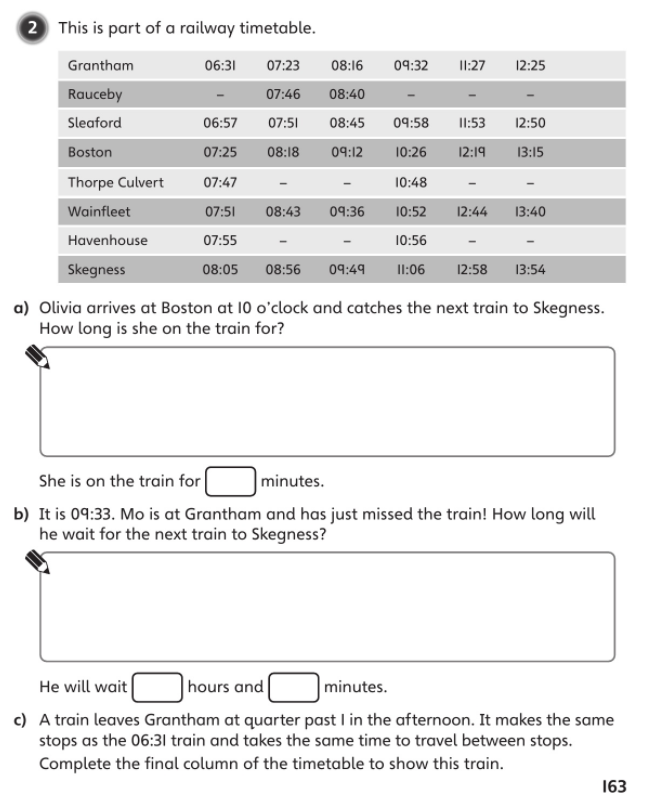 2 This is part of a railway timetable.
Grantham 06:31 07:23 08:16 09:32 11:27 12:25
Rauceby – 07:46 08:40 – – –
Sleaford 06:57 07:51 08:45 09:58 11:53 12:50
Boston 07:25 08:18 09:12 10:26 12:19 13:15
Thorpe Culvert 07:47 – – 10:48 – –
Wainfleet 07:51 08:43 09:36 10:52 12:44 13:40
Havenhouse 07:55 – – 10:56 – –
Skegness 08:05 08:56 09:49 11:06 12:58 13:54
a) Olivia arrives at Boston at 10 o'clock and catches the next train to Skegness.
How long is she on the train for?
She is on the train for minutes.
b) It is 09:33. Mo is at Grantham and has just missed the train! How long will
he wait for the next train to Skegness?
He will wait hours and minutes.
c) A train leaves Grantham at quarter past 1 in the afternoon. It makes the same
stops as the 06:31 train and takes the same time to travel between stops.
Complete the final column of the timetable to show this train.
163